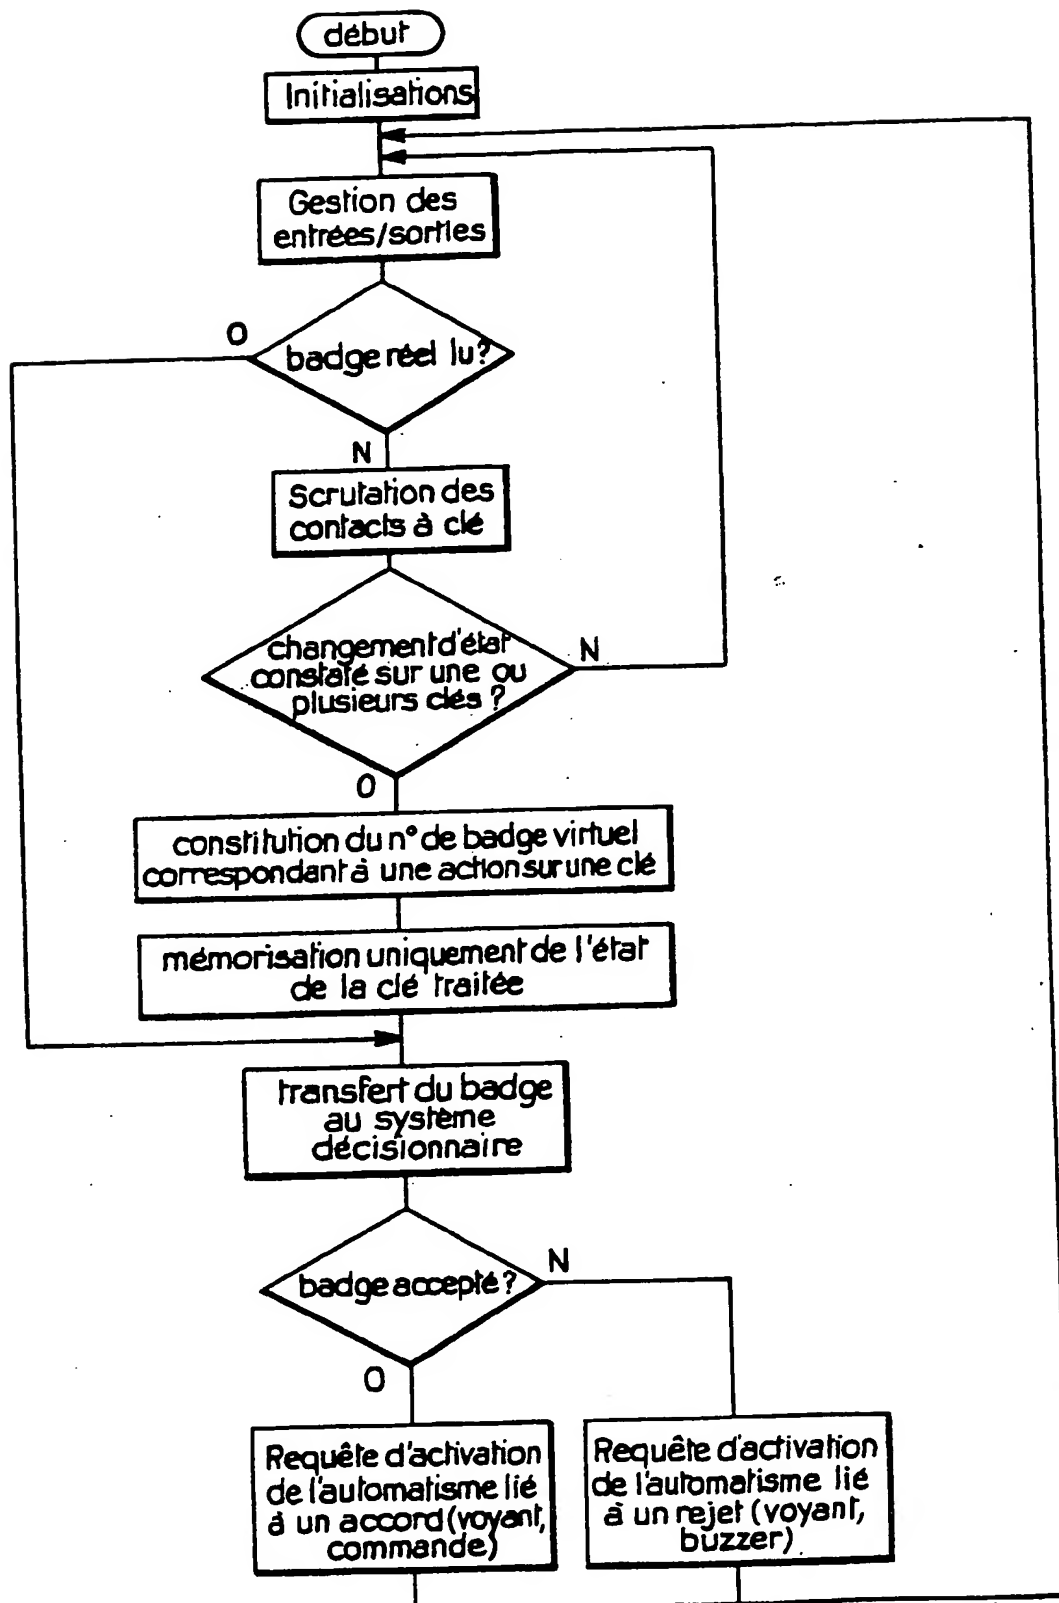 début
Initialisations
Gestion des
entrées/sorties
O
badge réel lu?
N
Scrutation des
contacts à clé
changement d'état
constaté sur une ou
plusieurs clés ?
N
O
constitution du n° de badge virtuel
correspondant à une action sur une clé
mémorisation uniquement de l'état
de la clé traitée
transfert du badge
au système
décisionnaire
badge accepté ?
N
O
Requête d'activation
de l'automatisme lié
à un accord (voyant,
commande)
Requête d'activation
de l'automatisme lié
à un rejet (voyant,
buzzer)